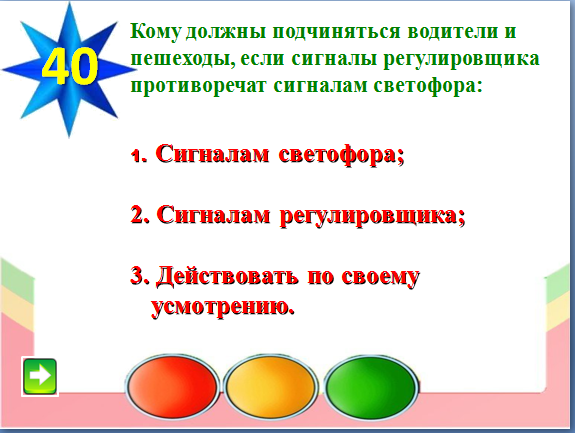 40
Кому должны подчиняться водители и
пешеходы, если сигналы регулировщика
противоречат сигналам светофора:
1. Сигналам светофора;
2. Сигналам регулировщика;
3. Действовать по своему
усмотрению.